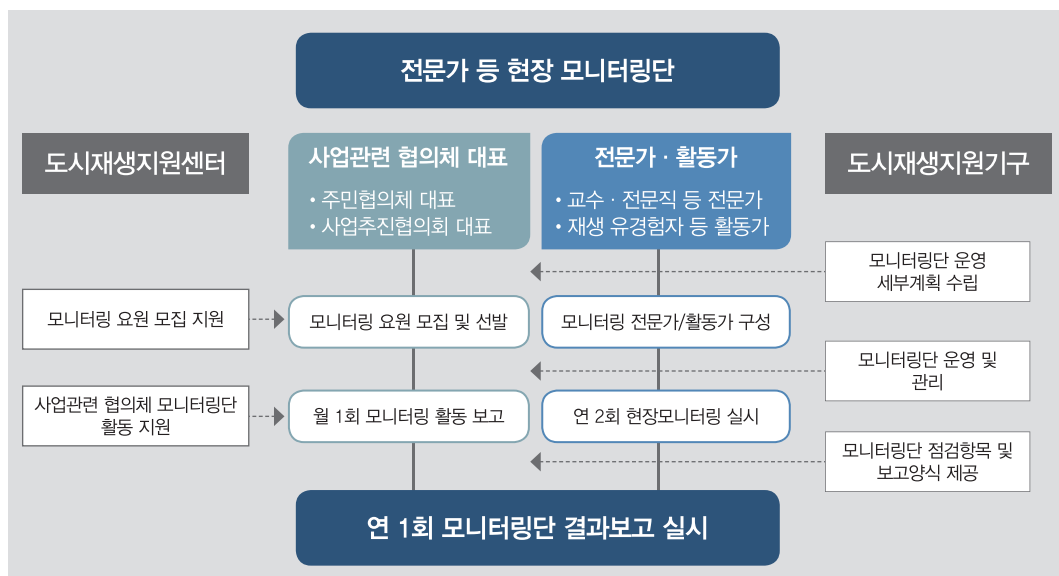 전문가 등 현장 모니터링단
도시재생지원센터
사업관련 협의체 대표
• 주민협의체 대표
• 사업추진협의회 대표
전문가 · 활동가
• 교수 · 전문직 등 전문가
• 재생 유경험자 등 활동가
도시재생지원기구
모니터링단 운영
세부계획 수립
모니터링 요원 모집 지원
모니터링 요원 모집 및 선발
모니터링 전문가/활동가 구성
모니터링단 운영 및
관리
사업관련 협의체 모니터링단
활동 지원
월 1회 모니터링 활동 보고
연 2회 현장모니터링 실시
모니터링단 점검항목 및
보고양식 제공
연 1회 모니터링단 결과보고 실시